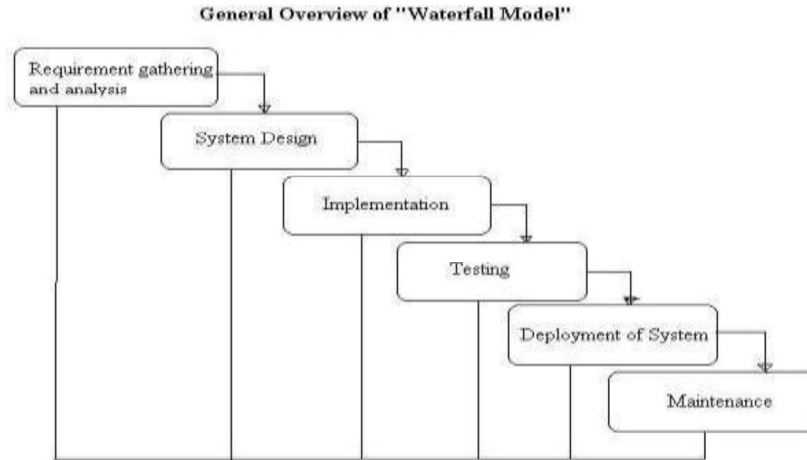 General Overview of "Waterfall Model"
Requirement gathering
and analysis
System Design
Implementation
Testing
Deployment of System
Maintenance